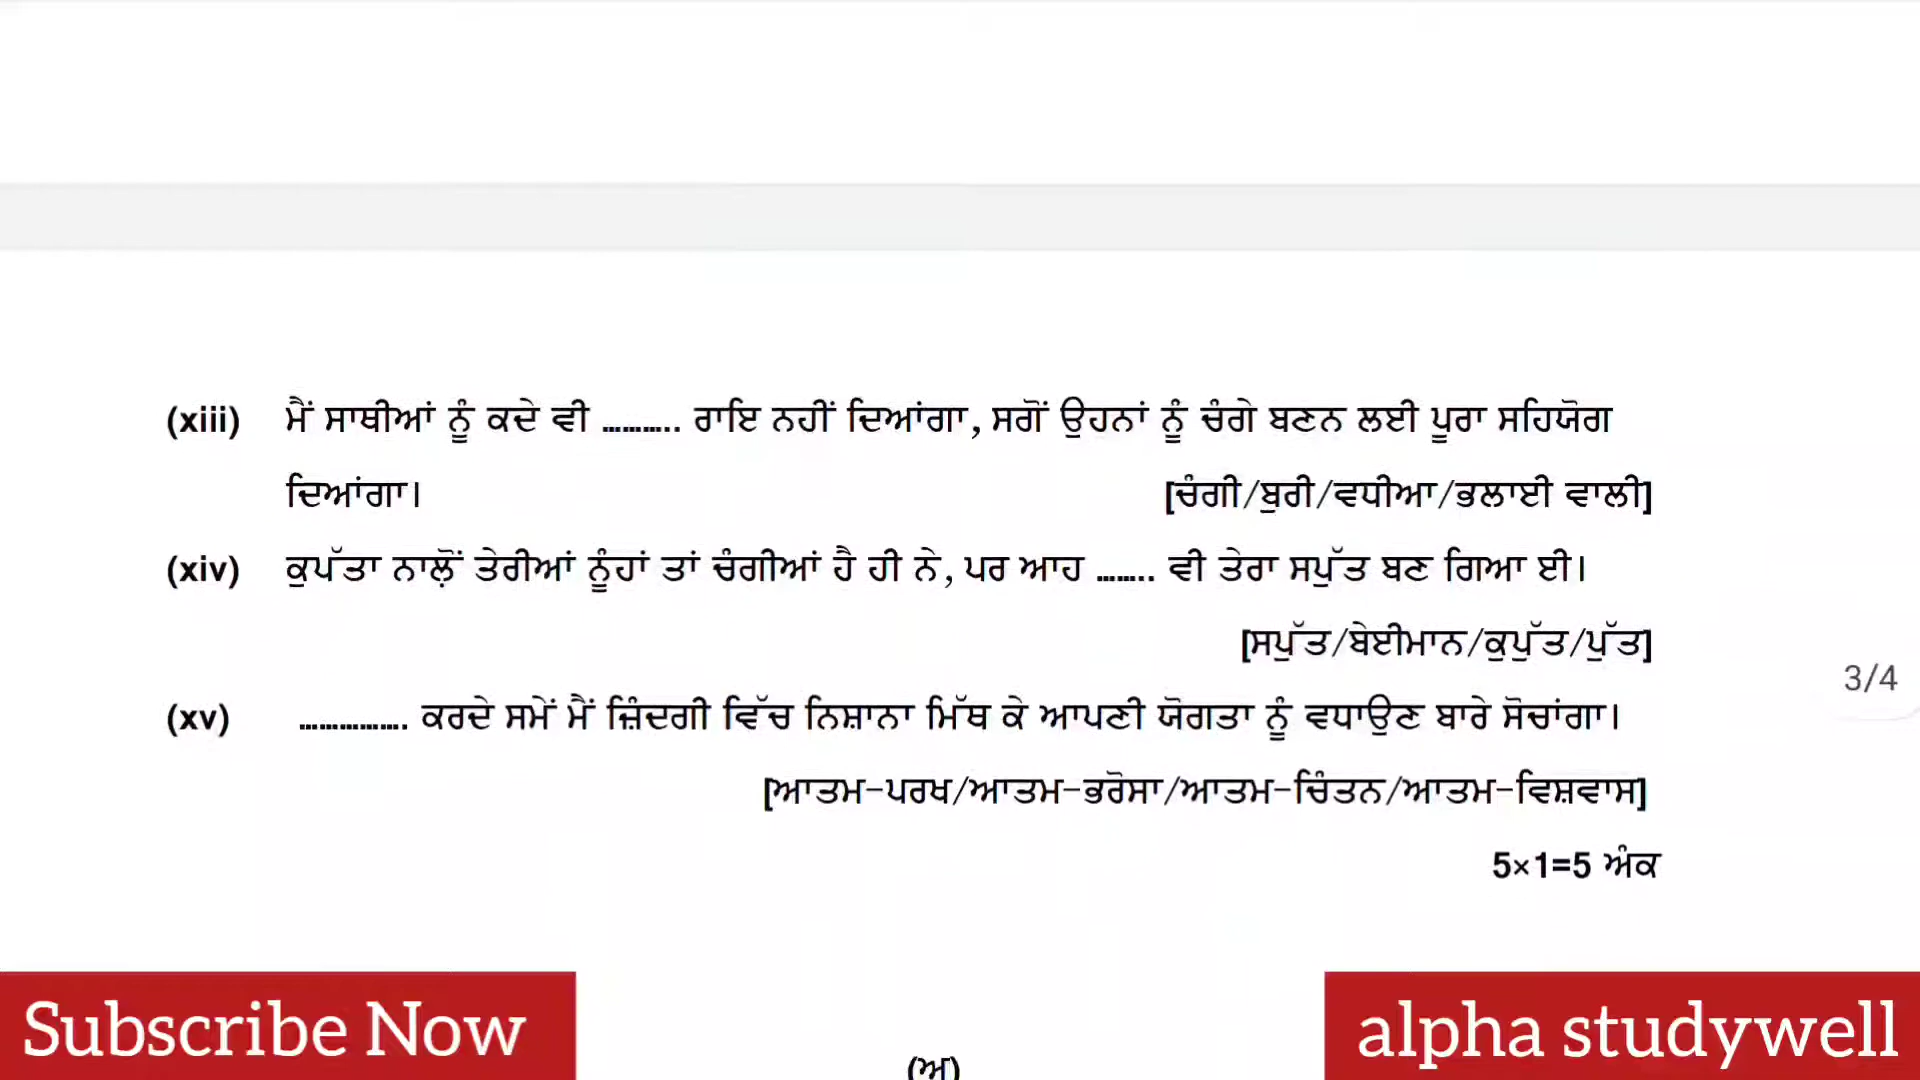 (xiii) ਮੈਂ ਸਾਥੀਆਂ ਨੂੰ ਕਦੇ ਵੀ ........... ਰਾਇ ਨਹੀਂ ਦਿਆਂਗਾ, ਸਗੋਂ ਉਹਨਾਂ ਨੂੰ ਚੰਗੇ ਬਣਨ ਲਈ ਪੂਰਾ ਸਹਿਯੋਗ
ਦਿਆਂਗਾ। [ਚੰਗੀ/ਬੁਰੀ/ਵਧੀਆ/ਭਲਾਈ ਵਾਲੀ]
(xiv) ਕੁਪੱਤਾ ਨਾਲ਼ੋਂ ਤੇਰੀਆਂ ਨੂੰਹਾਂ ਤਾਂ ਚੰਗੀਆਂ ਹੈ ਹੀ ਨੇ, ਪਰ ਆਹ ........ ਵੀ ਤੇਰਾ ਸਪੁੱਤ ਬਣ ਗਿਆ ਈ।
[ਸਪੁੱਤ/ਬੇਈਮਾਨ/ਕੁਪੁੱਤ/ਪੁੱਤ]
3/4
(xv) ................ ਕਰਦੇ ਸਮੇਂ ਮੈਂ ਜ਼ਿੰਦਗੀ ਵਿੱਚ ਨਿਸ਼ਾਨਾ ਮਿੱਥ ਕੇ ਆਪਣੀ ਯੋਗਤਾ ਨੂੰ ਵਧਾਉਣ ਬਾਰੇ ਸੋਚਾਂਗਾ।
[ਆਤਮ-ਪਰਖ/ਆਤਮ-ਭਰੋਸਾ/ਆਤਮ-ਚਿੰਤਨ/ਆਤਮ-ਵਿਸ਼ਵਾਸ]
5×1=5 ਅੰਕ
Subscribe Now
(ਅ)
alpha studywell